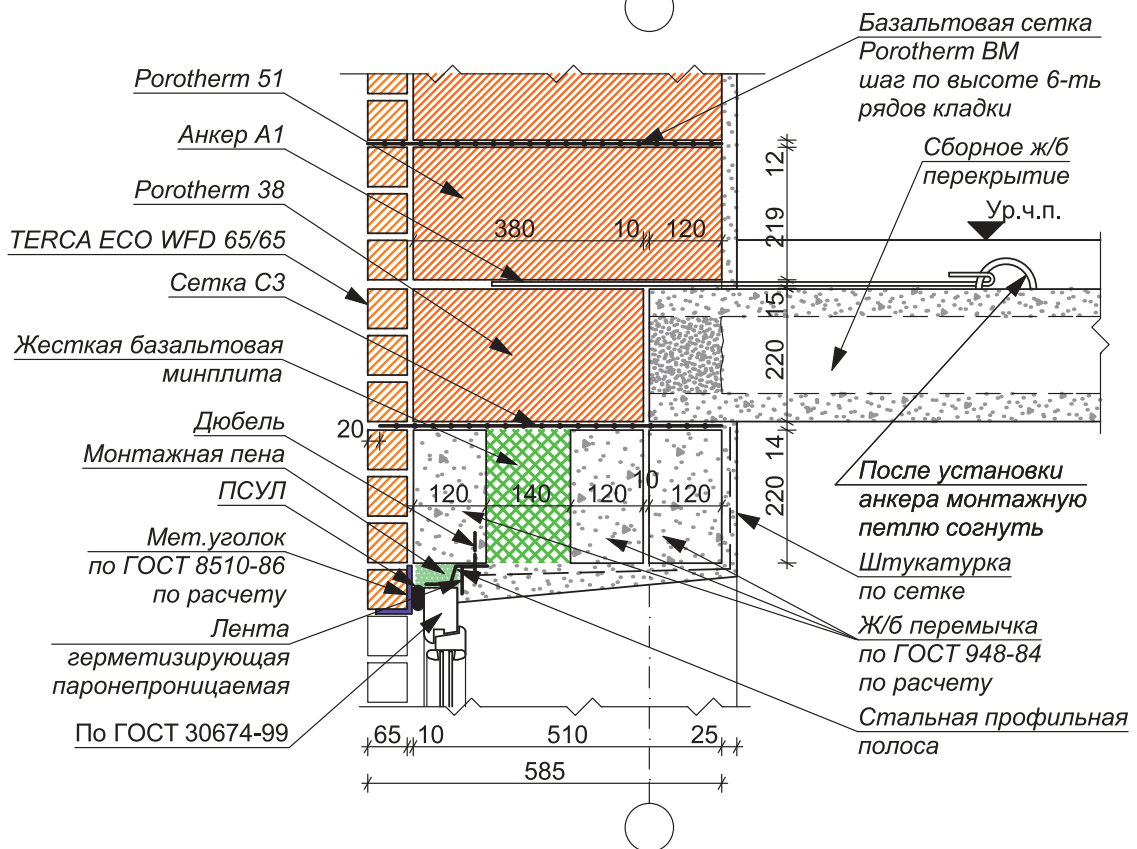 Базальтовая сетка
Porotherm BM
шаг по высоте 6-ть
рядов кладки
Porotherm 51
Анкер А1
Porotherm 38
TERCA ECO WFD 65/65
Сетка С3
Жесткая базальтовая
минплита
Дюбель
Монтажная пена
ПСУЛ
Мет.уголок
по ГОСТ 8510-86
по расчету
Лента
герметизирующая
паронепроницаемая
По ГОСТ 30674-99
Сборное ж/б
перекрытие
Ур.ч.п.
12
219
15
220
14
220
380
10
120
20
120
140
120
10
120
После установки
анкера монтажную
петлю согнуть
Штукатурка
по сетке
Ж/б перемычка
по ГОСТ 948-84
по расчету
Стальная профильная
полоса
65
10
510
25
585